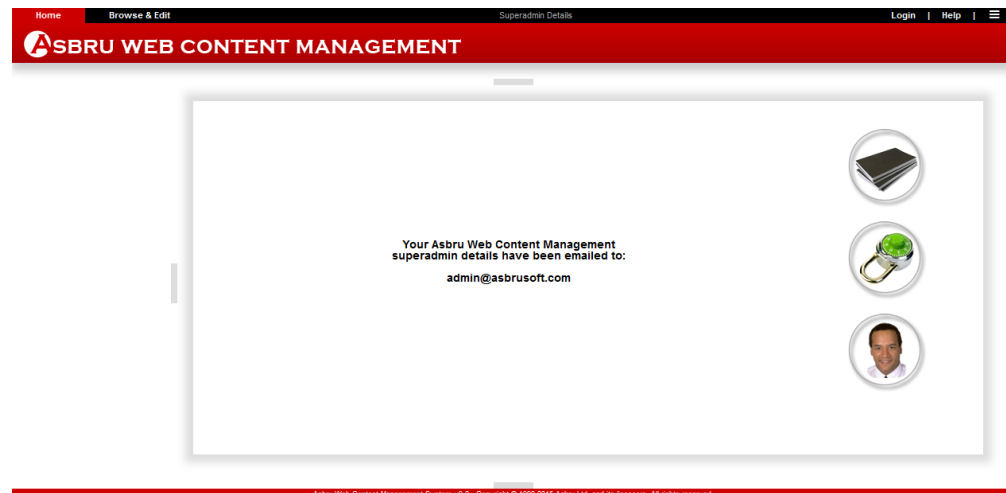 Home Browse & Edit Superadmin Details Login | Help |
ASBRU WEB CONTENT MANAGEMENT
Your Asbru Web Content Management
superadmin details have been emailed to:
admin@asbrusoft.com